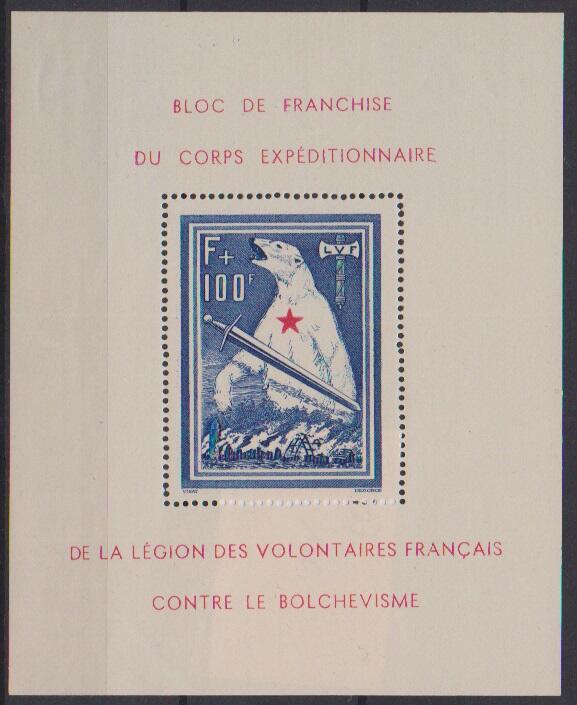 BLOC DE FRANCHISE
DU CORPS EXPÉDITIONNAIRE
F+
100F
LVF
DE LA LÉGION DES VOLONTAIRES FRANÇAIS
CONTRE LE BOLCHEVISME